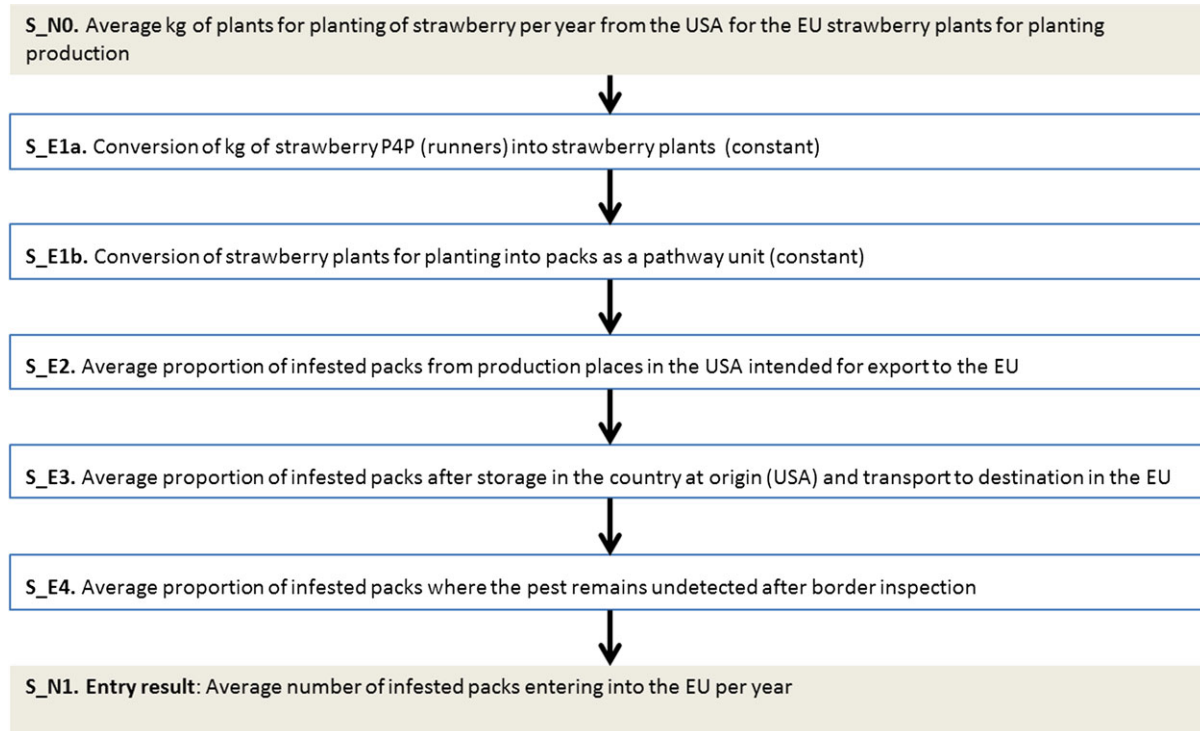 S_N0. Average kg of plants for planting of strawberry per year from the USA for the EU strawberry plants for planting
production
S_E1a. Conversion of kg of strawberry P4P (runners) into strawberry plants (constant)
S_E1b. Conversion of strawberry plants for planting into packs as a pathway unit (constant)
S_E2. Average proportion of infested packs from production places in the USA intended for export to the EU
S_E3. Average proportion of infested packs after storage in the country at origin (USA) and transport to destination in the EU
S_E4. Average proportion of infested packs where the pest remains undetected after border inspection
S_N1. Entry result: Average number of infested packs entering into the EU per year